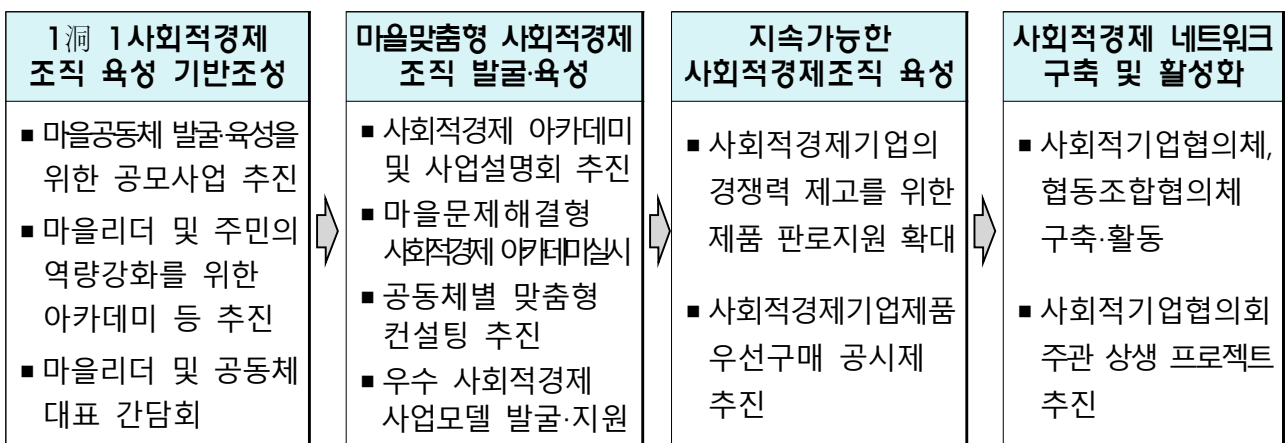 1洞 1사회적경제
조직 육성 기반조성
■ 마을공동체 발굴·육성을
위한 공모사업 추진
■ 마을리더 및 주민의
역량강화를 위한
아카데미 등 추진
■ 마을리더 및 공동체
대표 간담회
마을맞춤형 사회적경제
조직 발굴·육성
■ 사회적경제 아카데미
및 사업설명회 추진
■ 마을문제해결형
사회적경제 아카데미실시
■ 공동체별 맞춤형
컨설팅 추진
■ 우수 사회적경제
사업모델 발굴·지원
지속가능한
사회적경제조직 육성
■ 사회적경제기업의
경쟁력 제고를 위한
제품 판로지원 확대
■ 사회적경제기업제품
우선구매 공시제
추진
사회적경제 네트워크
구축 및 활성화
■ 사회적기업협의체,
협동조합협의체
구축·활동
■ 사회적기업협의회
주관 상생 프로젝트
추진